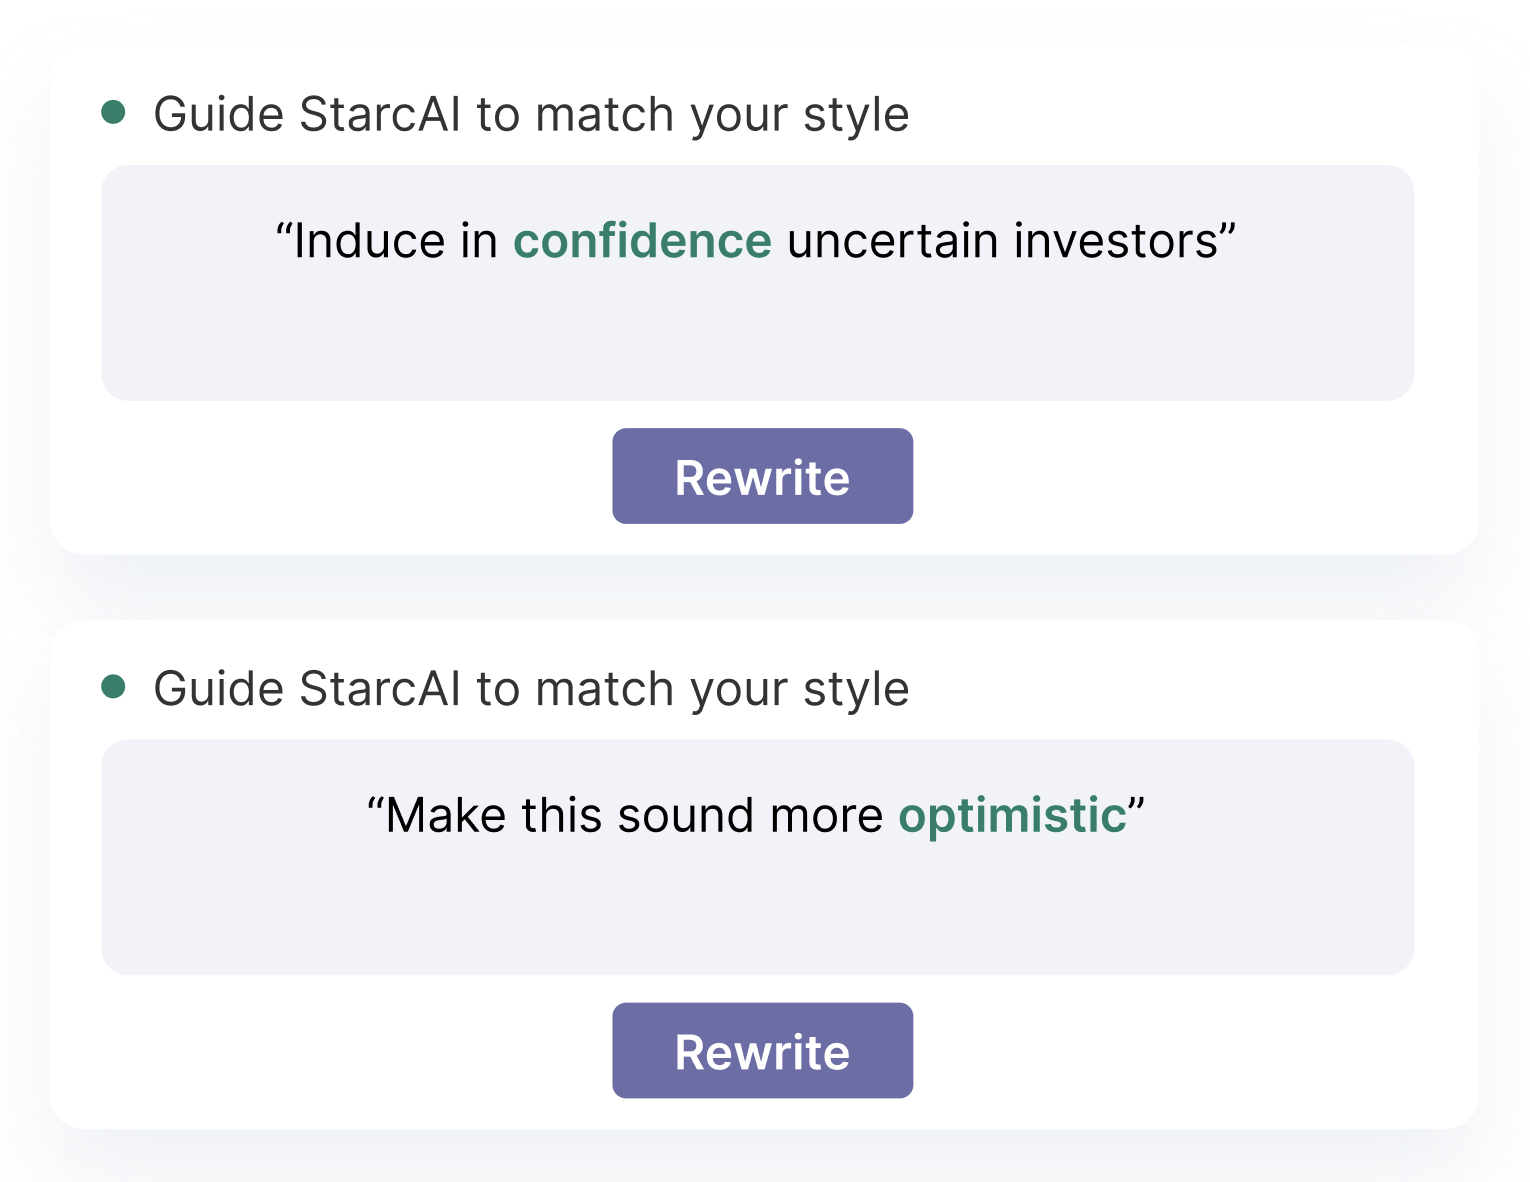 Guide StarcAI to match your style
“Induce in confidence uncertain investors”
Rewrite
Guide StarcAI to match your style
“Make this sound more optimistic”
Rewrite